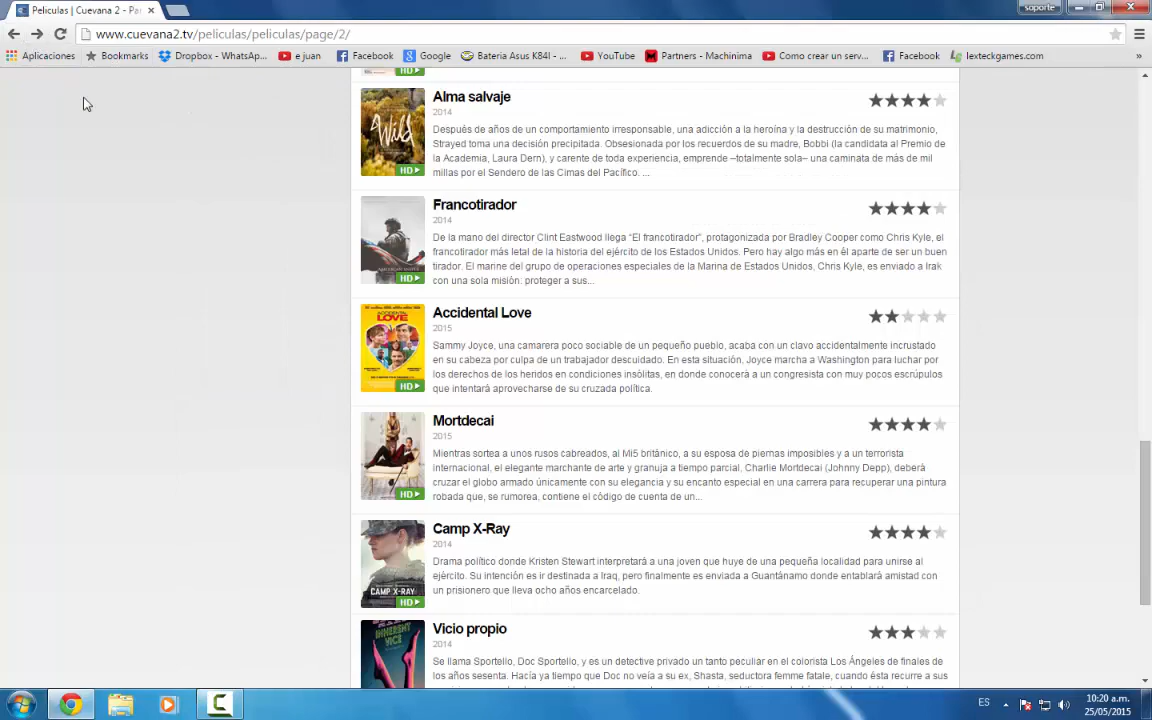 Peliculas | Cuevana 2 - Pa
soporte
www.cuevana2.tv/peliculas/peliculas/page/2/
Aplicaciones
Bookmarks
Dropbox - WhatsAp...
e juan
Facebook
Google
Bateria Asus K84l - ...
YouTube
Partners - Machinima
Como crear un serv...
Facebook
lexteckgames.com
»
HD
Wild
HD
Alma salvaje
2014
Después de años de un comportamiento irresponsable, una adicción a la heroína y la destrucción de su matrimonio,
Strayed toma una decisión precipitada. Obsesionada por los recuerdos de su madre, Bobbi (la candidata al Premio de
la Academia, Laura Dern), y carente de toda experiencia, emprende –totalmente sola– una caminata de más de mil
millas por el Sendero de las Cimas del Pacífico. ...
HD
Francotirador
2014
De la mano del director Clint Eastwood llega “El francotirador”, protagonizada por Bradley Cooper como Chris Kyle, el
francotirador más letal de la historia del ejército de los Estados Unidos. Pero hay algo más en él aparte de ser un buen
tirador. El marine del grupo de operaciones especiales de la Marina de Estados Unidos, Chris Kyle, es enviado a Irak
con una sola misión: proteger a sus...
ACCIDENTAL
LOVE
HD
Accidental Love
2015
Sammy Joyce, una camarera poco sociable de un pequeño pueblo, acaba con un clavo accidentalmente incrustado
en su cabeza por culpa de un trabajador descuidado. En esta situación, Joyce marcha a Washington para luchar por
los derechos de los heridos en condiciones insólitas, en donde conocerá a un congresista con muy pocos escrúpulos
que intentará aprovecharse de su cruzada política.
HD
Mortdecai
2015
Mientras sortea a unos rusos cabreados, al Mi5 británico, a su esposa de piernas imposibles y a un terrorista
internacional, el elegante marchante de arte y granuja a tiempo parcial, Charlie Mortdecai (Johnny Depp), deberá
cruzar el globo armado únicamente con su elegancia y su encanto especial en una carrera para recuperar una pintura
robada que, se rumorea, contiene el código de cuenta de un...
CAMP X-RAY
HD
Camp X-Ray
2014
Drama político donde Kristen Stewart interpretará a una joven que huye de una pequeña localidad para unirse al
ejército. Su intención es ir destinada a Iraq, pero finalmente es enviada a Guantánamo donde entablará amistad con
un prisionero que lleva ocho años encarcelado.
INHERENT
VICE
Vicio propio
2014
Se llama Sportello, Doc Sportello, y es un detective privado un tanto peculiar en el colorista Los Ángeles de finales de
los años sesenta. Hacía ya tiempo que Doc no veía a su ex, Shasta, seductora femme fatale, cuando ésta recurre a sus
ES
10:20 a.m.
25/05/2015